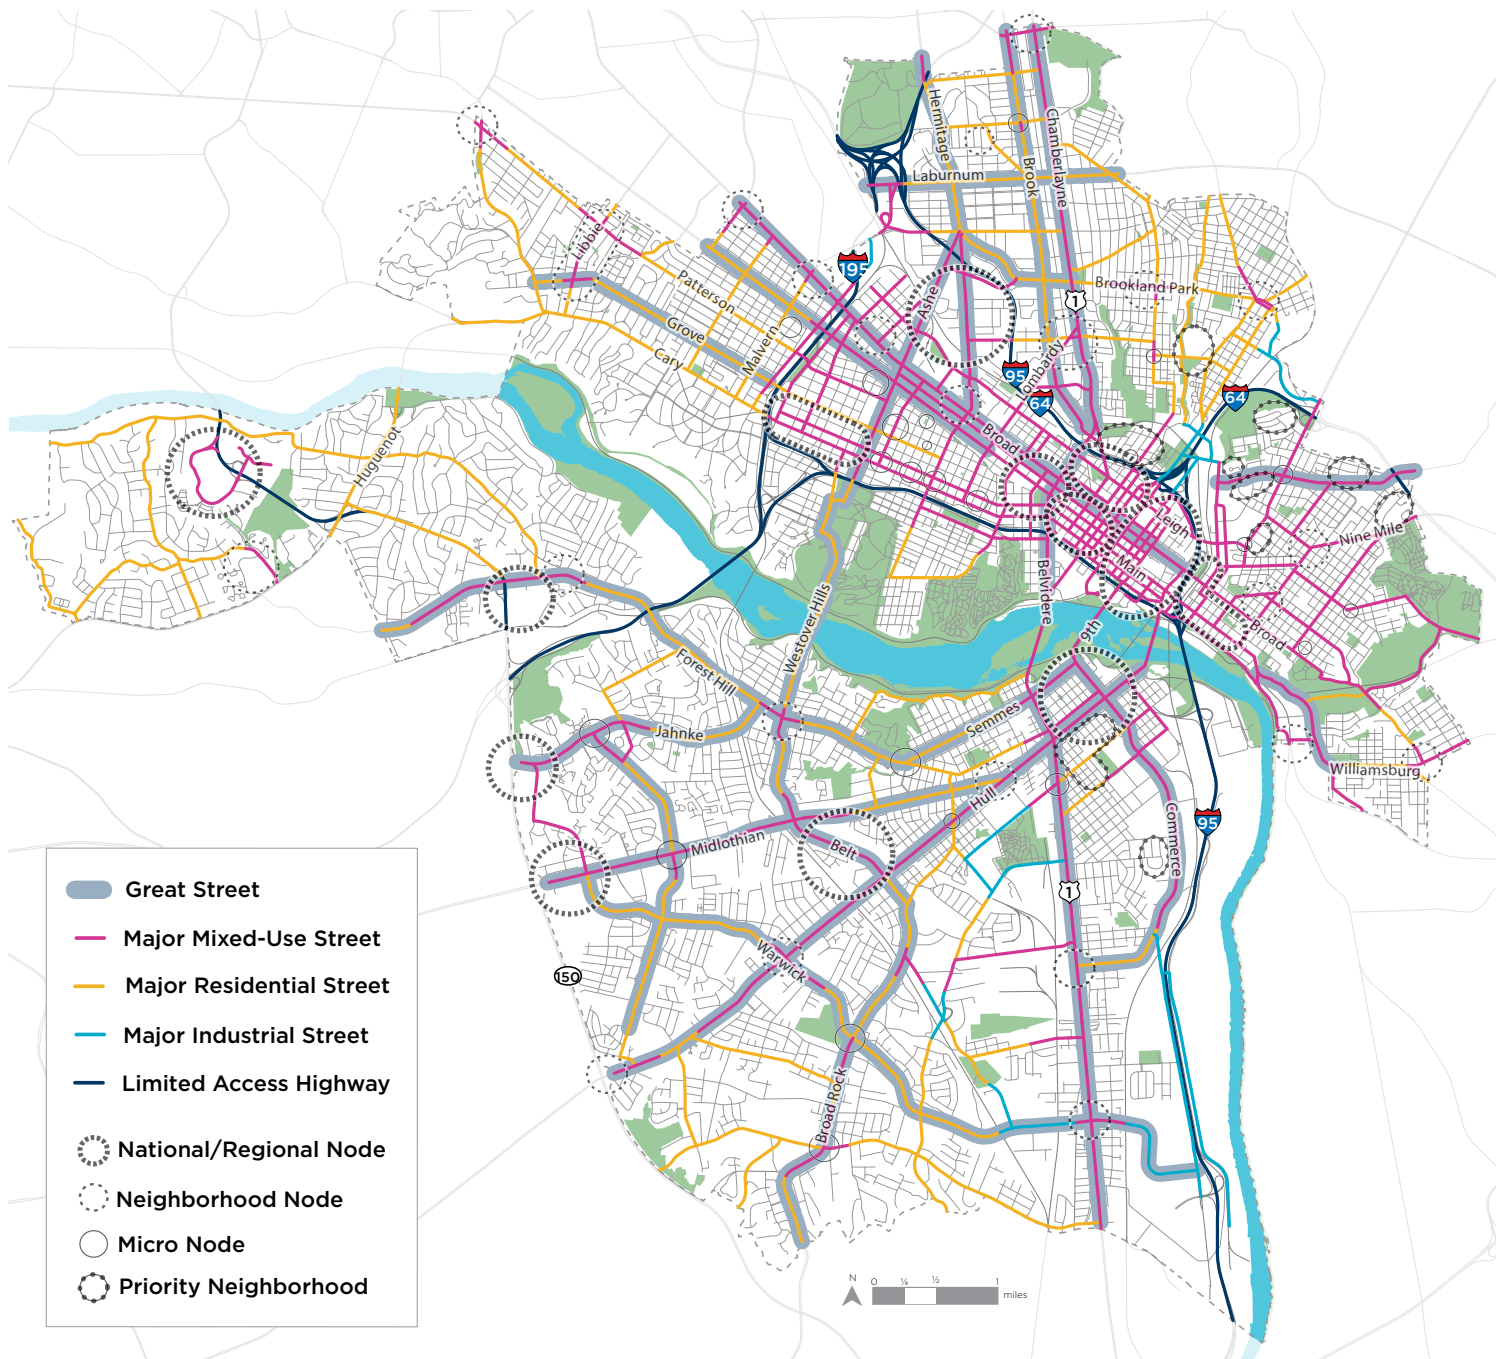 Hermitage
Chamberlayne
Brook
Laburnum
Libbie
195
Patterson
Ashe
Brookland Park
1
Grove
Malvern
Cary
Lombardy
95
64
64
Broad
Huguenot
Leigh
Nine Mile
Main
Belvidere
Westover Hills
9th
Broad
Forest Hill
Semmes
Jahnke
Williamsburg
Hull
Midlothian
Belt
Commerce
95
1
Warwick
150
Broad Rock
Great Street
Major Mixed-Use Street
Major Residential Street
Major Industrial Street
Limited Access Highway
National/Regional Node
Neighborhood Node
Micro Node
Priority Neighborhood
N
0 ¼ ½ 1
miles